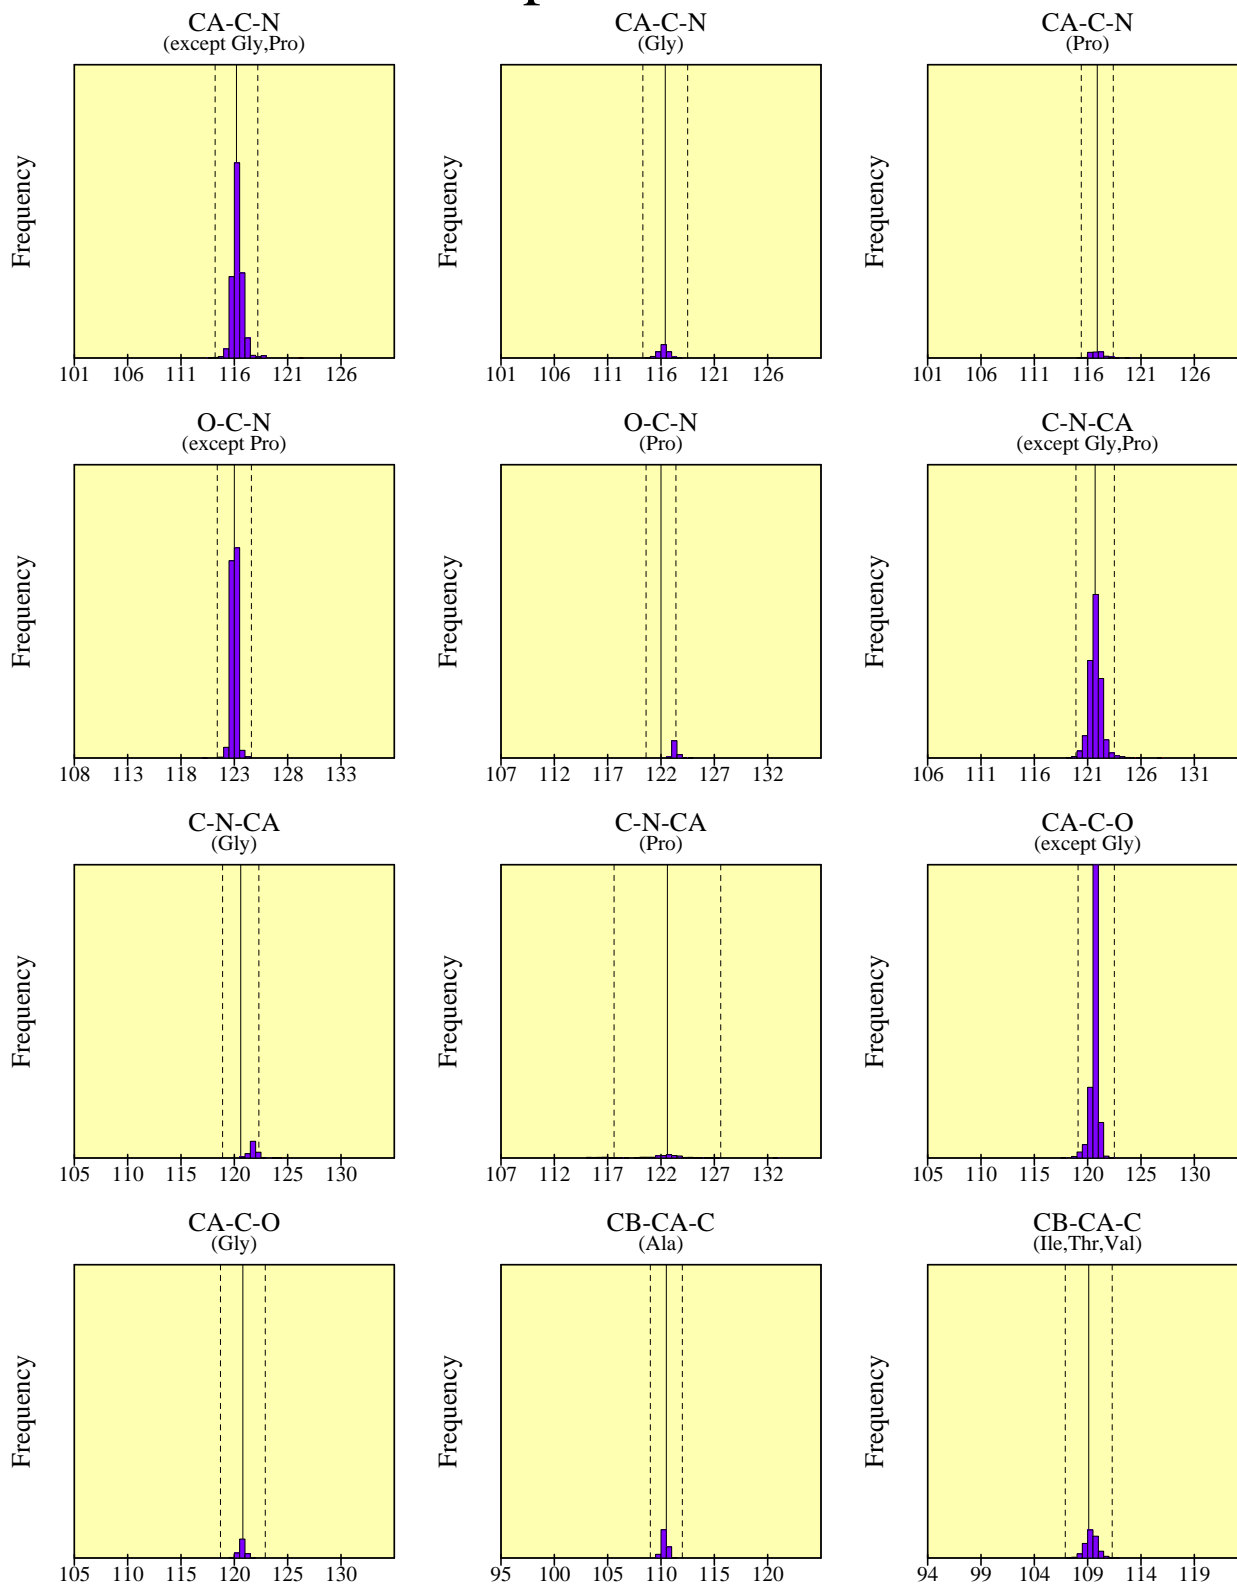 CA-C-N
(except Gly,Pro)
CA-C-N
(Gly)
CA-C-N
(Pro)
Frequency
Frequency
Frequency
101 106 111 116 121 126
101 106 111 116 121 126
101 106 111 116 121 126
O-C-N
(except Pro)
O-C-N
(Pro)
C-N-CA
(except Gly,Pro)
Frequency
Frequency
Frequency
108 113 118 123 128 133
107 112 117 122 127 132
106 111 116 121 126 131
C-N-CA
(Gly)
C-N-CA
(Pro)
CA-C-O
(except Gly)
Frequency
Frequency
Frequency
105 110 115 120 125 130
107 112 117 122 127 132
105 110 115 120 125 130
CA-C-O
(Gly)
CB-CA-C
(Ala)
CB-CA-C
(Ile,Thr,Val)
Frequency
Frequency
Frequency
105 110 115 120 125 130
95 100 105 110 115 120
94 99 104 109 114 119